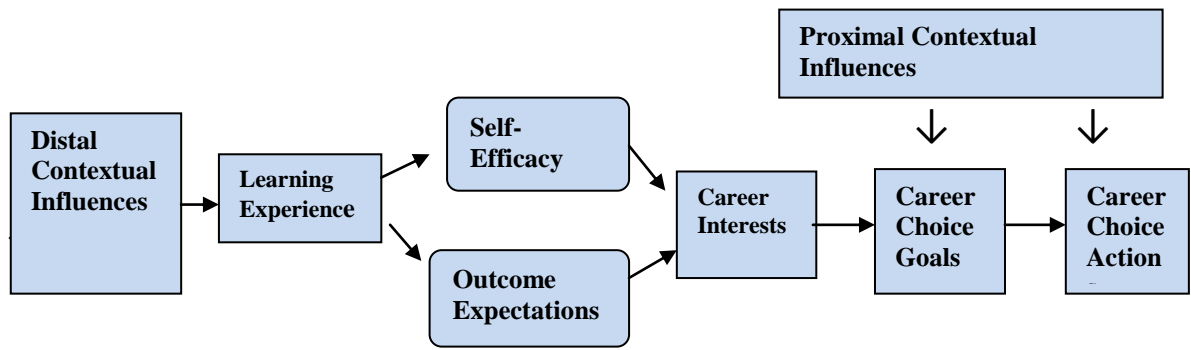 Distal
Contextual
Influences
Learning
Experience
Self-
Efficacy
Outcome
Expectations
Career
Interests
Proximal Contextual
Influences
Career
Choice
Goals
Career
Choice
Action